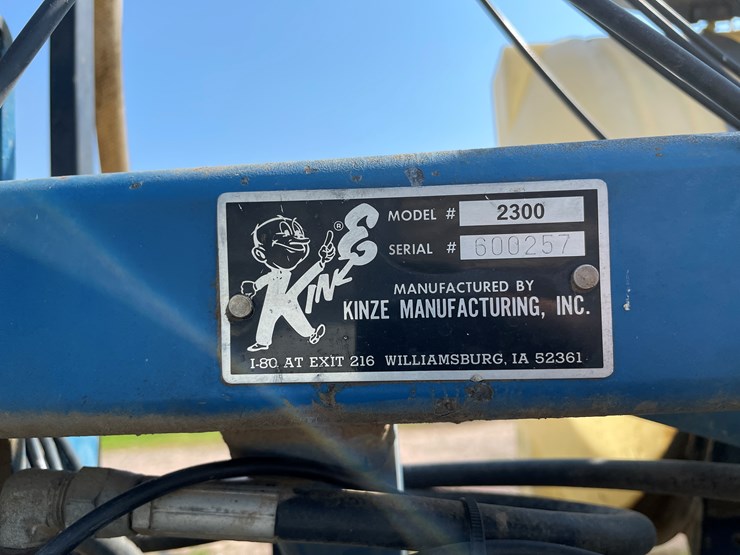 KINZE ®
MODEL # 2300
SERIAL # 600257
MANUFACTURED BY
KINZE MANUFACTURING, INC.
I-80 AT EXIT 216 WILLIAMSBURG, IA 52361